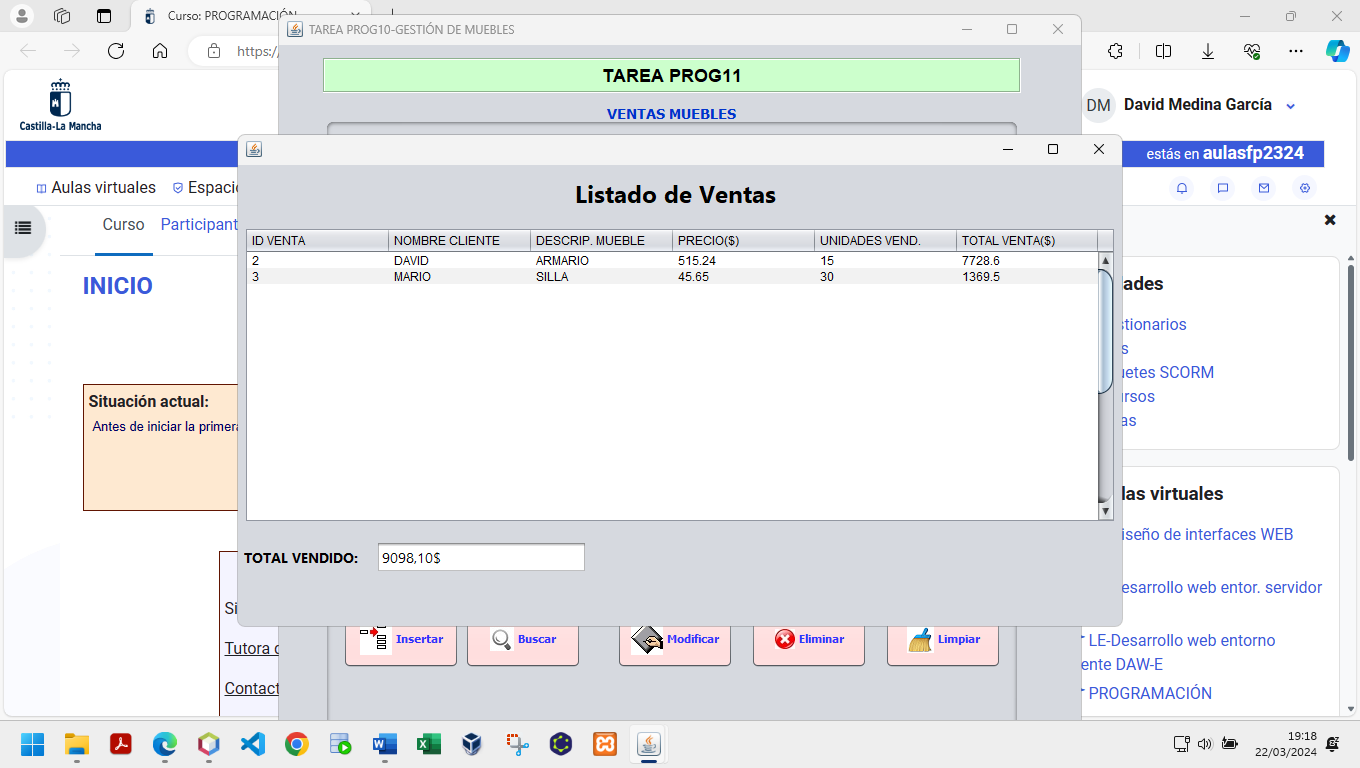 Curso: PROGRAMACIÓN
https:/
TAREA PROG10-GESTIÓN DE MUEBLES
TAREA PROG11
VENTAS MUEBLES
Castilla-La Mancha
DM David Medina García
estás en aulasfp2324
Aulas virtuales
Curso Participant
INICIO
Situación actual:
Antes de iniciar la primera
Si
Tutora
Contact
Listado de Ventas
ID VENTA NOMBRE CLIENTE DESCRIP. MUEBLE PRECIO($) UNIDADES VEND. TOTAL VENTA($)
2 DAVID ARMARIO 515.24 15 7728.6
3 MARIO SILLA 45.65 30 1369.5
TOTAL VENDIDO: 9098,10$
Insertar Buscar Modificar Eliminar Limpiar
dades
stionarios
s
uetes SCORM
ursos
as
las virtuales
iseño de interfaces WEB
esarrollo web entor. servidor
LE-Desarrollo web entorno
ente DAW-E
PROGRAMACIÓN
19:18
22/03/2024